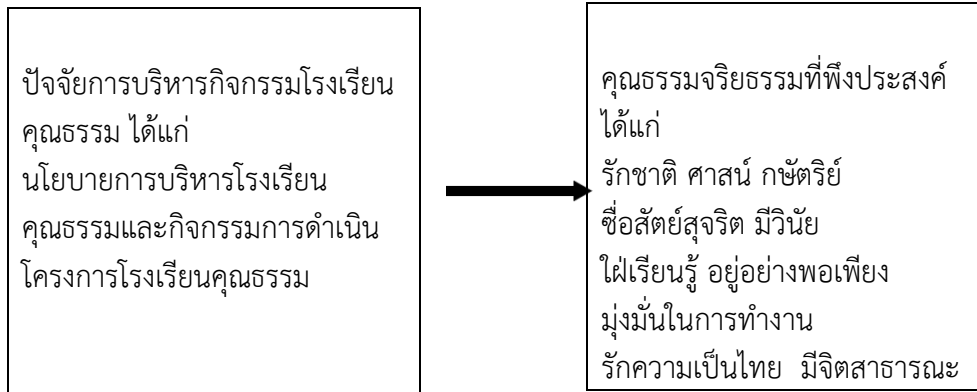 ปัจจัยการบริหารกิจกรรมโรงเรียน
คุณธรรม ได้แก่
นโยบายการบริหารโรงเรียน
คุณธรรมและกิจกรรมการดำเนิน
โครงการโรงเรียนคุณธรรม
คุณธรรมจริยธรรมที่พึงประสงค์
ได้แก่
รักชาติ ศาสน์ กษัตริย์
ซื่อสัตย์สุจริต มีวินัย
ใฝ่เรียนรู้ อยู่อย่างพอเพียง
มุ่งมั่นในการทำงาน
รักความเป็นไทย มีจิตสาธารณะ